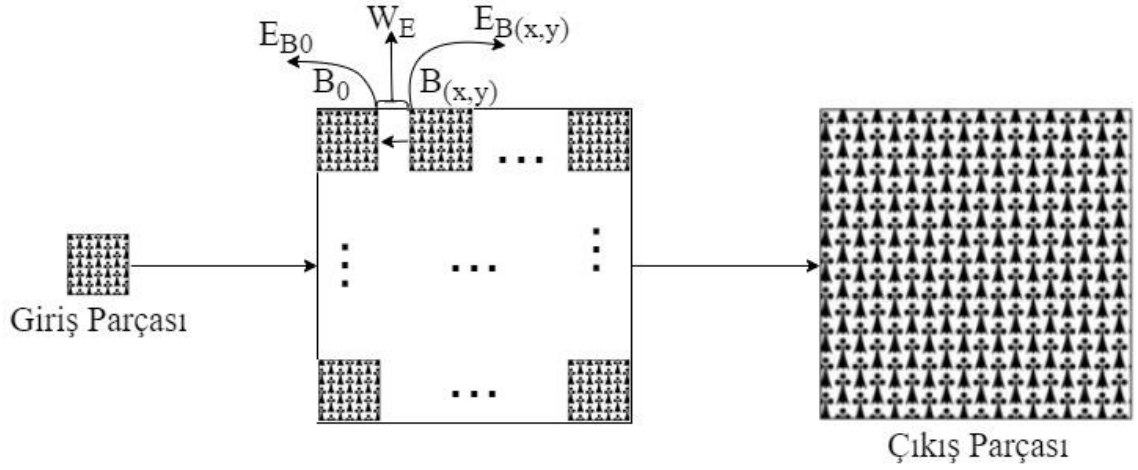 W_E
E_B0
E_B(x,y)
B_0
B_(x,y)
Giriş Parçası
Çıkış Parçası